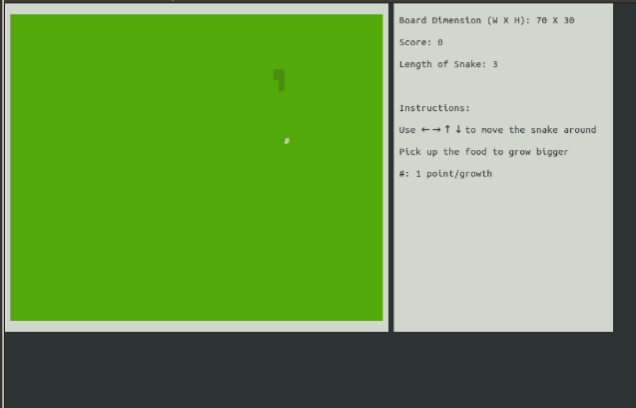 Board Dimension (W X H): 70 X 30
Score: 0
Length of Snake: 3
Instructions:
Use ←→↑↓ to move the snake around
Pick up the food to grow bigger
#: 1 point/growth
#